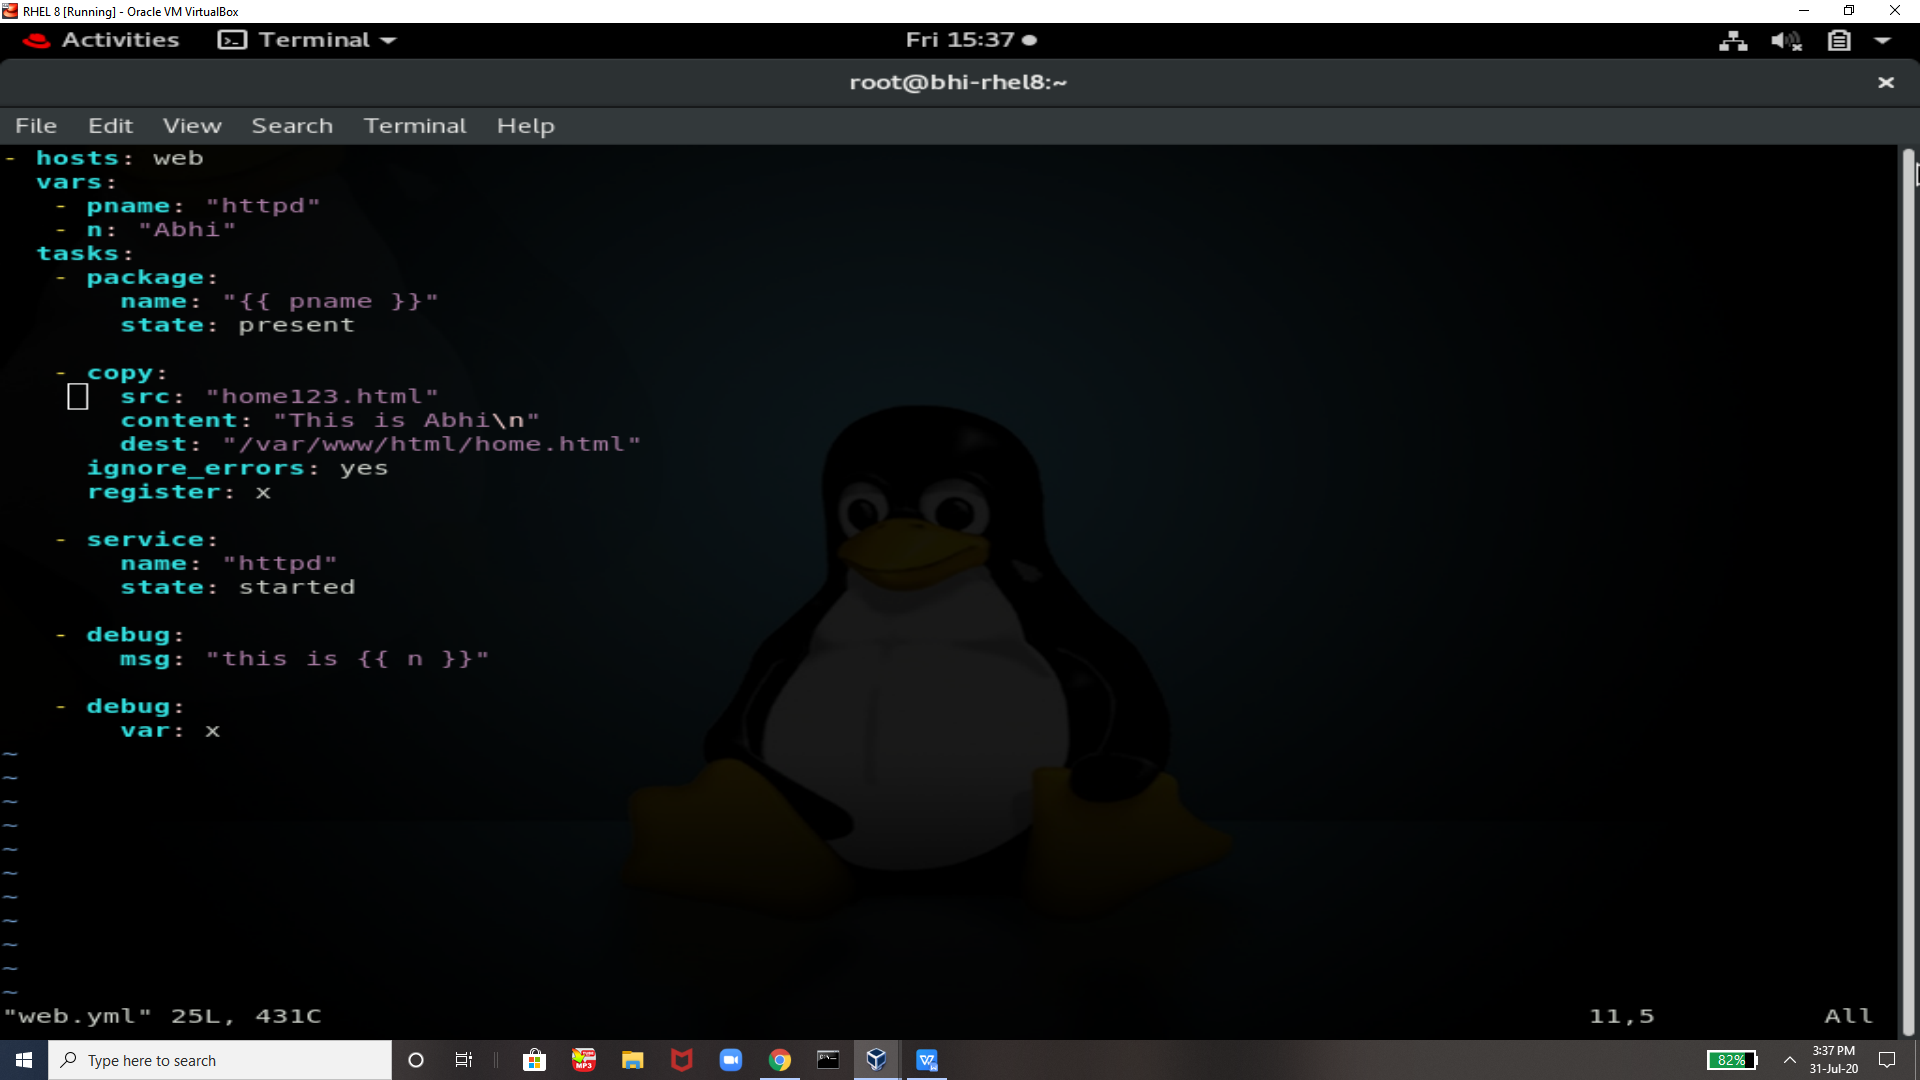 RHEL 8 [Running] - Oracle VM VirtualBox
Activities Terminal Fri 15:37
root@bhi-rhel8:~
File Edit View Search Terminal Help
- hosts: web
  vars:
   - pname: "httpd"
   - n: "Abhi"
  tasks:
   - package:
       name: "{{ pname }}"
       state: present
   - copy:
       src: "home123.html"
       content: "This is Abhi\n"
       dest: "/var/www/html/home.html"
     ignore_errors: yes
     register: x
   - service:
       name: "httpd"
       state: started
   - debug:
       msg: "this is {{ n }}"
   - debug:
       var: x
~
~
~
~
~
~
~
~
~
~
~
"web.yml" 25L, 431C 11,5 All
Type here to search 82% 3:37 PM
31-Jul-20